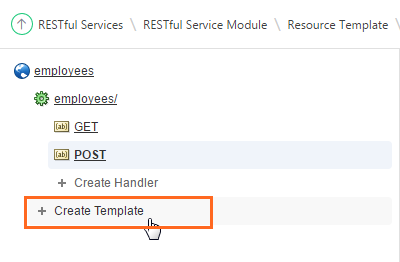 RESTful Services \ RESTful Service Module \ Resource Template \
employees
employees/
GET
POST
+ Create Handler
+ Create Template